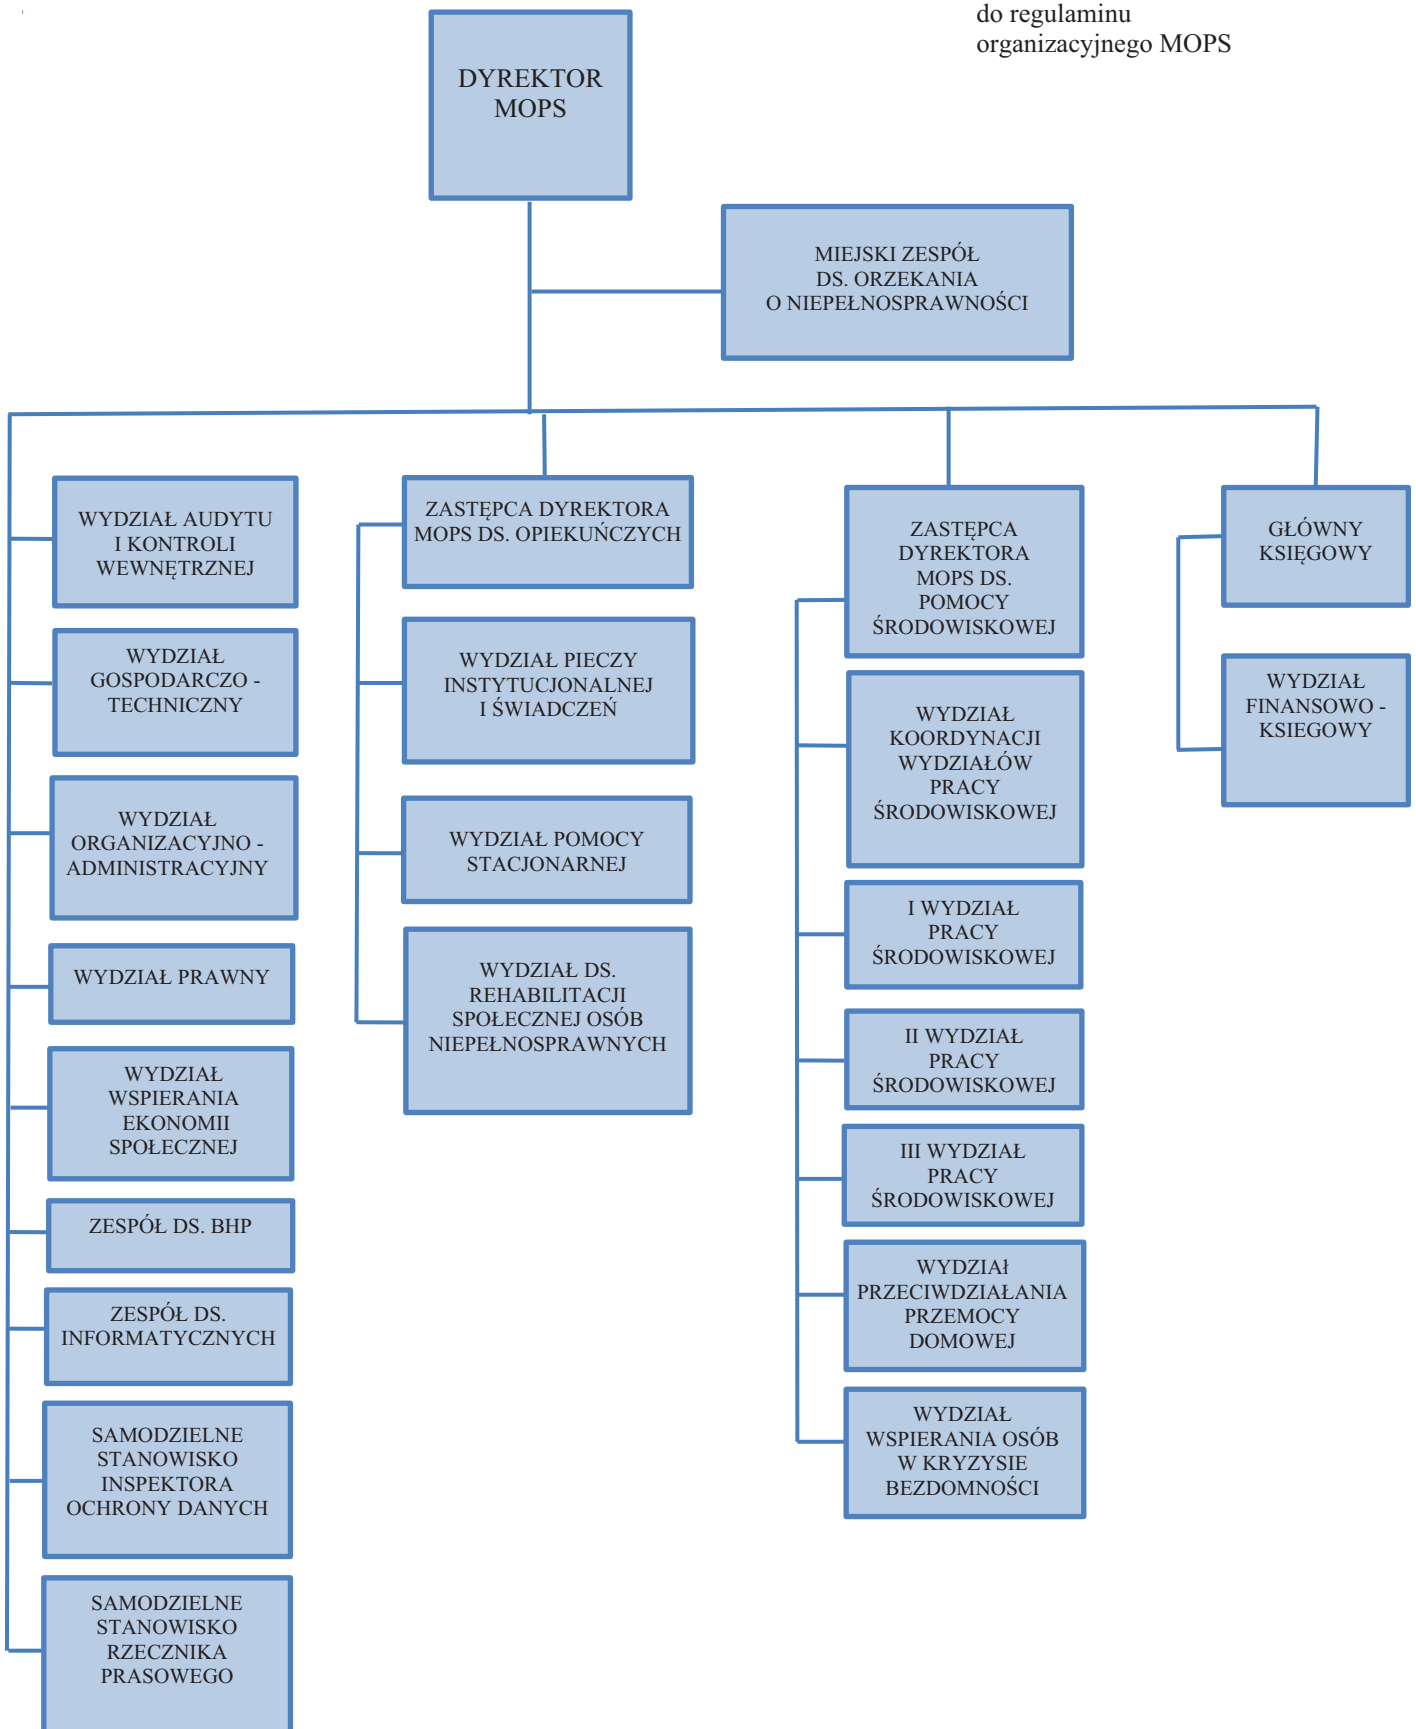 do regulaminu
organizacyjnego MOPS
DYREKTOR
MOPS
MIEJSKI ZESPÓŁ
DS. ORZEKANIA
O NIEPEŁNOSPRAWNOŚCI
WYDZIAŁ AUDYTU
I KONTROLI
WEWNĘTRZNEJ
WYDZIAŁ
GOSPODARCZO -
TECHNICZNY
WYDZIAŁ
ORGANIZACYJNO -
ADMINISTRACYJNY
WYDZIAŁ PRAWNY
WYDZIAŁ
WSPIERANIA
EKONOMII
SPOŁECZNEJ
ZESPÓŁ DS. BHP
ZESPÓŁ DS.
INFORMATYCZNYCH
SAMODZIELNE
STANOWISKO
INSPEKTORA
OCHRONY DANYCH
SAMODZIELNE
STANOWISKO
RZECZNIKA
PRASOWEGO
ZASTĘPCA DYREKTORA
MOPS DS. OPIEKUŃCZYCH
WYDZIAŁ PIECZY
INSTYTUCJONALNEJ
I ŚWIADCZEŃ
WYDZIAŁ POMOCY
STACJONARNEJ
WYDZIAŁ DS.
REHABILITACJI
SPOŁECZNEJ OSÓB
NIEPEŁNOSPRAWNYCH
ZASTĘPCA
DYREKTORA
MOPS DS.
POMOCY
ŚRODOWISKOWEJ
WYDZIAŁ
KOORDYNACJI
WYDZIAŁÓW
PRACY
ŚRODOWISKOWEJ
I WYDZIAŁ
PRACY
ŚRODOWISKOWEJ
II WYDZIAŁ
PRACY
ŚRODOWISKOWEJ
III WYDZIAŁ
PRACY
ŚRODOWISKOWEJ
WYDZIAł
PRZECIWDZIAŁANIA
PRZEMOCY
DOMOWEJ
WYDZIAŁ
WSPIERANIA OSÓB
W KRYZYSIE
BEZDOMNOŚCI
GŁÓWNY
KSIĘGOWY
WYDZIAŁ
FINANSOWO -
KSIEGOWY